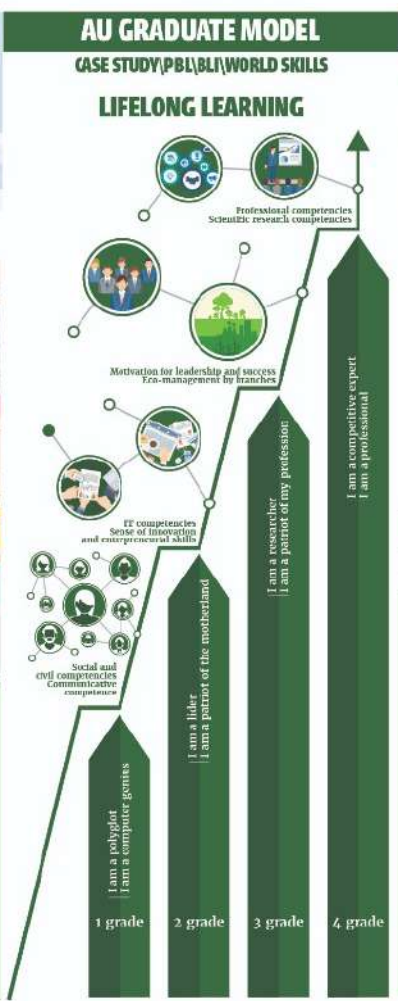 AU GRADUATE MODEL
CASE STUDY\PBL\BLI\WORLD SKILLS
LIFELONG LEARNING
Professional competencies
Scientific research competencies
Motivation for leadership and success
Eco-management by branches
IT competencies
Sense of innovation
and entrepreneurial skills
Social and
civil competencies
Communicative
competence
I am a polyglot
I am a computer genius
1 grade
I am a lider
I am a patriot of the motherland
2 grade
I am a researcher
I am a patriot of my profession
3 grade
I am a competitive expert
I am a professional
4 grade